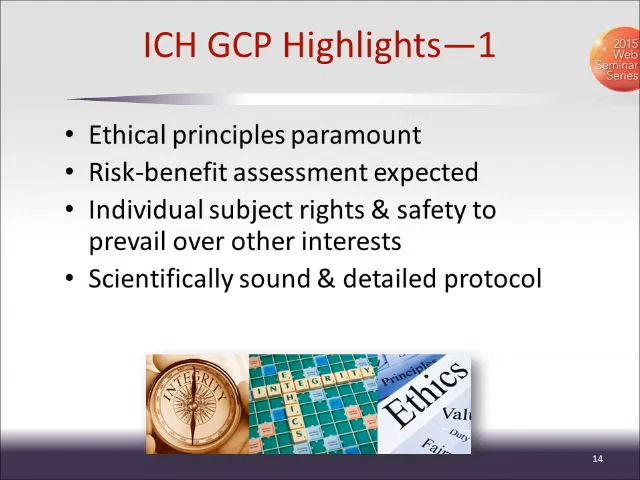 ICH GCP Highlights—1
2015
Web
Seminar
Series
• Ethical principles paramount
• Risk-benefit assessment expected
• Individual subject rights & safety to
prevail over other interests
• Scientifically sound & detailed protocol
INTEGRITY
INTEGRITY
ETHICS
Principles
Ethics
Valu
Duty
Fair
14